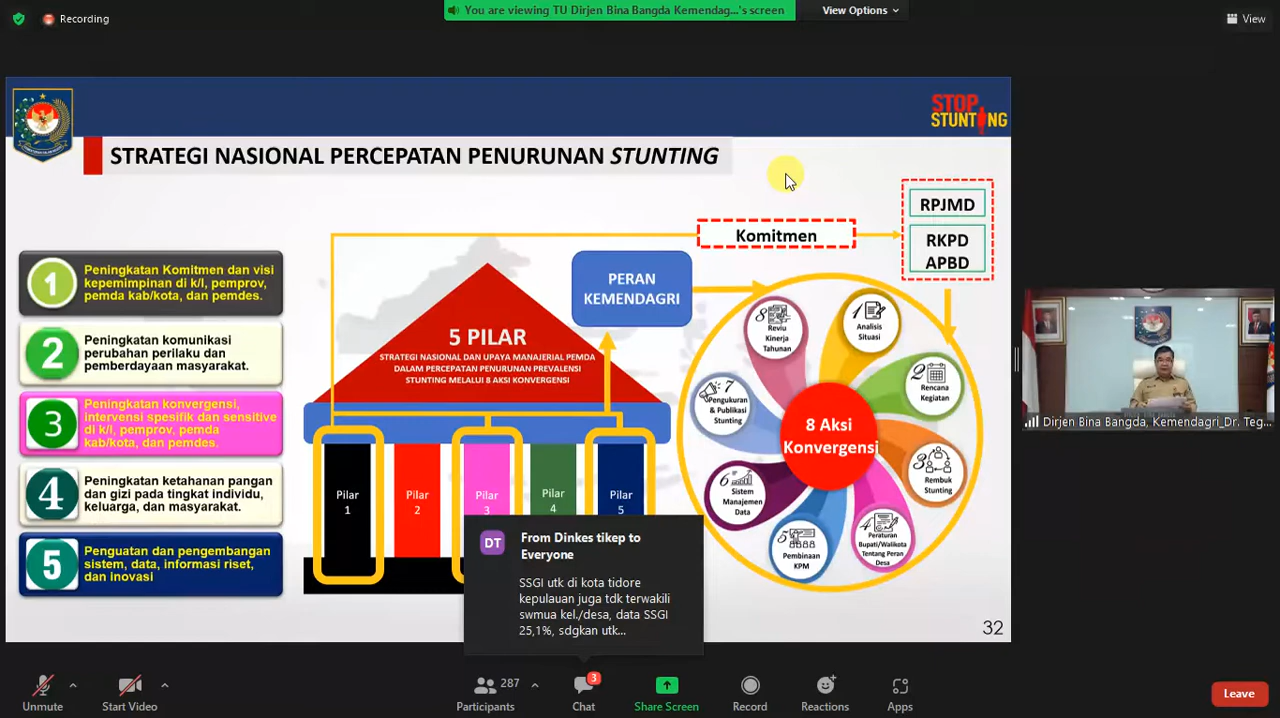 Recording
You are viewing TU Dirjen Bina Bangda Kemendag...'s screen
View Options
View
STOP
STUNTING
STRATEGI NASIONAL PERCEPATAN PENURUNAN STUNTING
RPJMD
RKPD
APBD
Komitmen
1
Peningkatan Komitmen dan visi
kepemimpinan di k/l, pemprov,
pemda kab/kota, dan pemdes.
2
Peningkatan komunikasi
perubahan perilaku dan
pemberdayaan masyarakat.
3
Peningkatan konvergensi,
intervensi spesifik dan sensitive
di k/l, pemprov, pemda
kab/kota, dan pemdes.
4
Peningkatan ketahanan pangan
dan gizi pada tingkat individu,
keluarga, dan masyarakat.
5
Penguatan dan pengembangan
sistem, data, informasi riset,
dan inovasi
5 PILAR
STRATEGI NASIONAL DAN UPAYA MANAJERIAL PEMDA
DALAM PERCEPATAN PENURUNAN PREVALENSI
STUNTING MELALUI 8 AKSI KONVERGENSI
PERAN
KEMENDAGRI
Pilar
1
Pilar
2
Pilar
3
Pilar
4
Pilar
5
8 Aksi
Konvergensi
1
Analisis
Situasi
2
Rencana
Kegiatan
3
Rembuk
Stunting
4
Peraturan
Bupati/Walikota
Tentang Peran
Desa
5
Pembinaan
KPM
6
Sistem
Manajemen
Data
7
Pengukuran
& Publikasi
Stunting
8
Reviu
Kinerja
Tahunan
32
Dirjen Bina Bangda, Kemendagri_Dr. Teg...
DT
From Dinkes tikep to
Everyone
SSGI utk di kota tidore
kepulauan juga tdk terwakili
swmua kel./desa, data SSGI
25,1%, sdgkan utk...
Unmute
Start Video
287
Participants
3
Chat
Share Screen
Record
Reactions
Apps
Leave